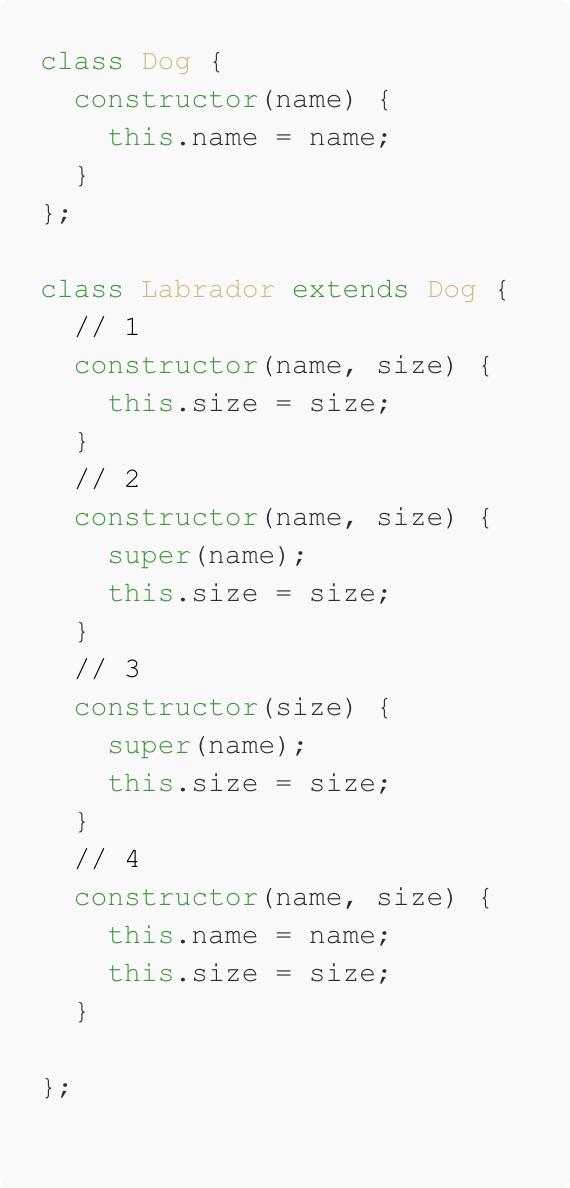 class Dog {
  constructor(name) {
    this.name = name;
  }
};

class Labrador extends Dog {
  // 1
  constructor(name, size) {
    this.size = size;
  }
  // 2
  constructor(name, size) {
    super(name);
    this.size = size;
  }
  // 3
  constructor(size) {
    super(name);
    this.size = size;
  }
  // 4
  constructor(name, size) {
    this.name = name;
    this.size = size;
  }

};